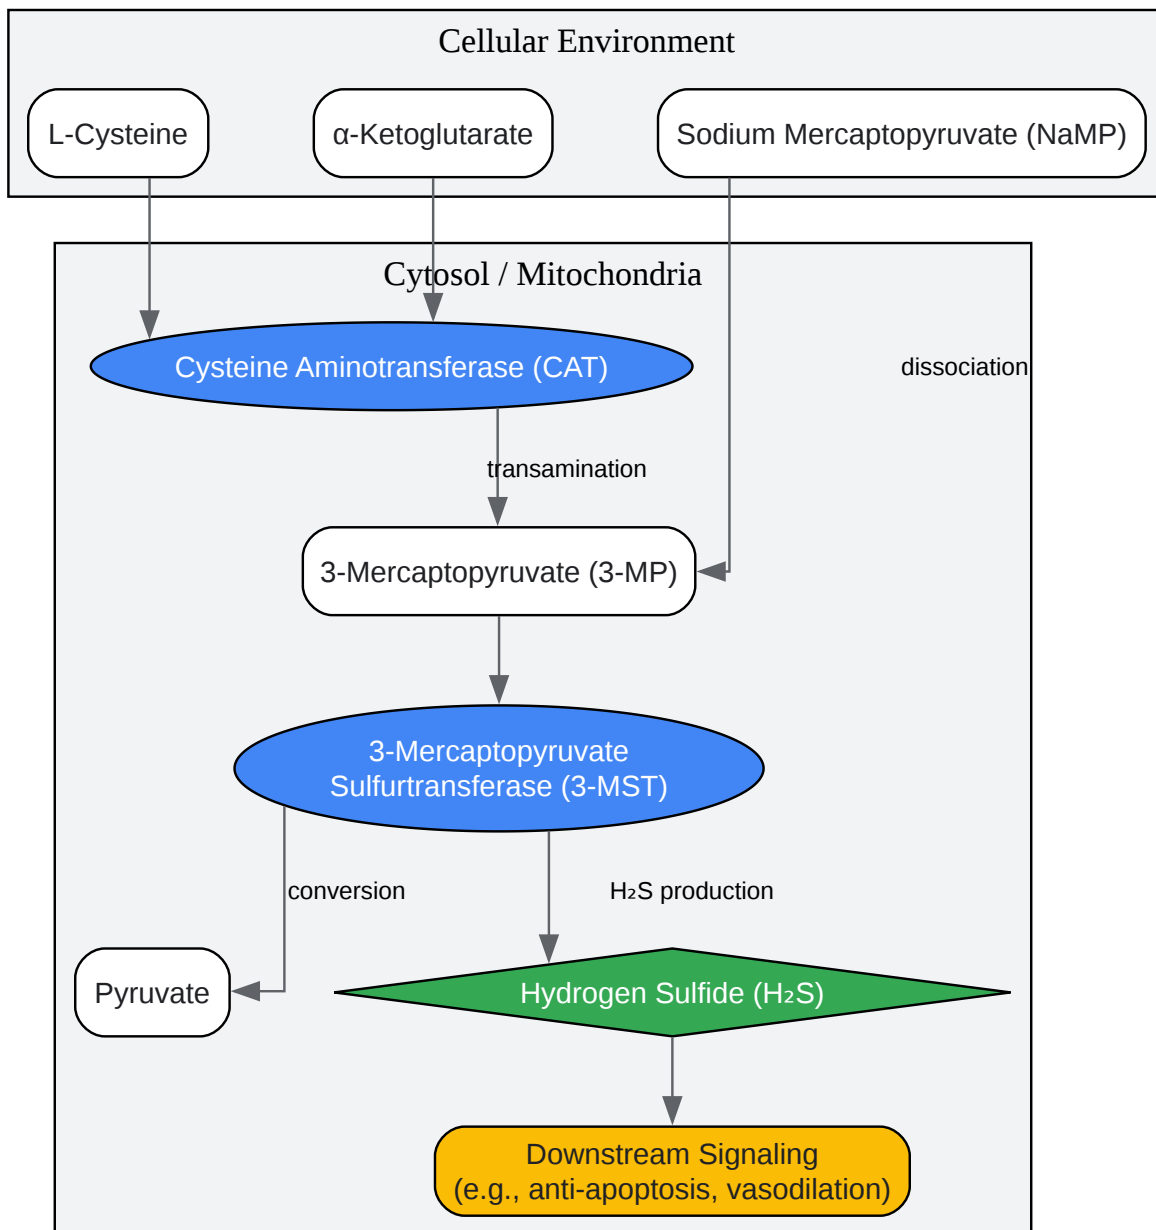 Cellular Environment
L-Cysteine
α-Ketoglutarate
Sodium Mercaptopyruvate (NaMP)
Cytosol / Mitochondria
Cysteine Aminotransferase (CAT)
dissociation
transamination
3-Mercaptopyruvate (3-MP)
3-Mercaptopyruvate
Sulfurtransferase (3-MST)
conversion
H₂S production
Pyruvate
Hydrogen Sulfide (H₂S)
Downstream Signaling
(e.g., anti-apoptosis, vasodilation)